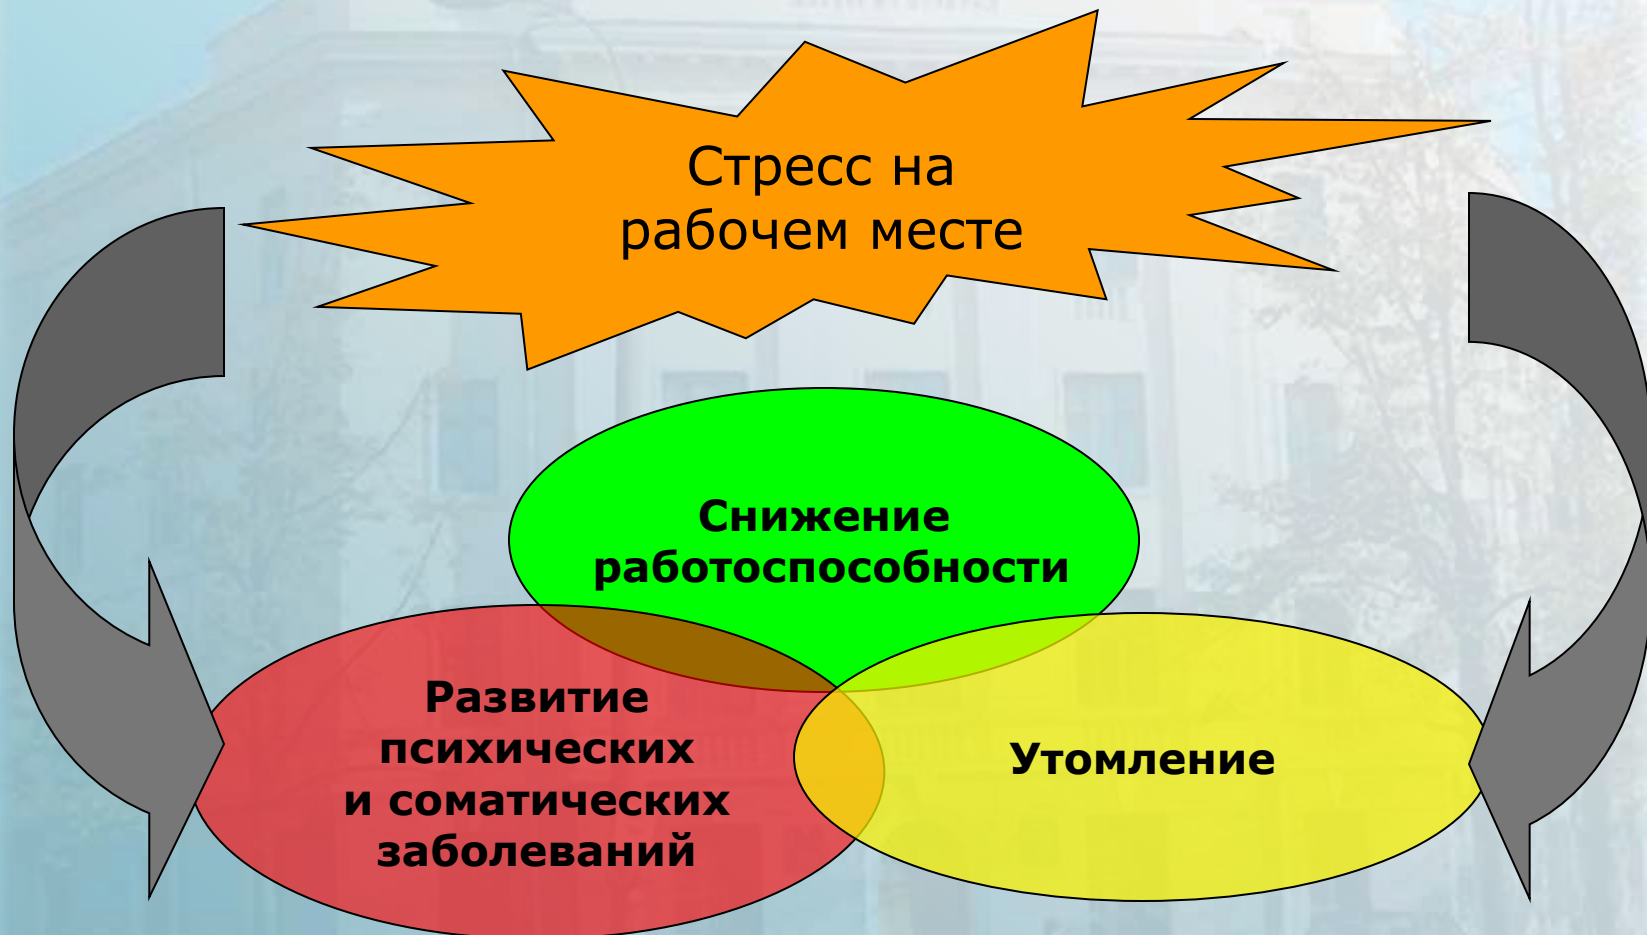 Стресс на
рабочем месте
Снижение
работоспособности
Развитие
психических
и соматических
заболеваний
Утомление